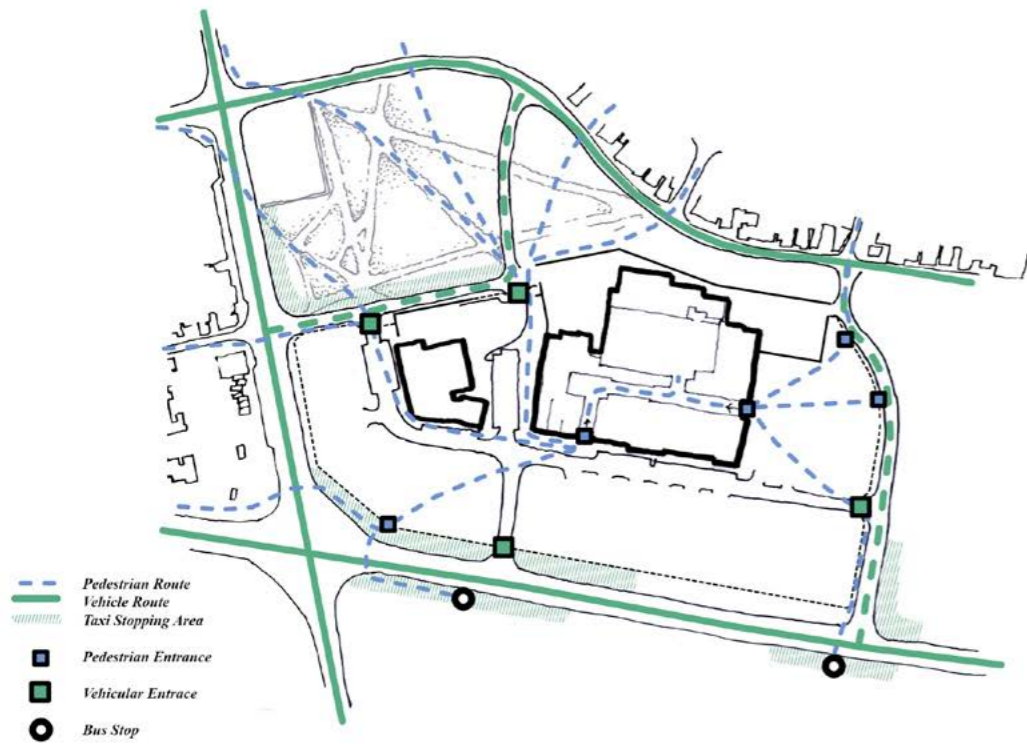 Pedestrian Route
Vehicle Route
Taxi Stopping Area
Pedestrian Entrance
Vehicular Entrace
Bus Stop